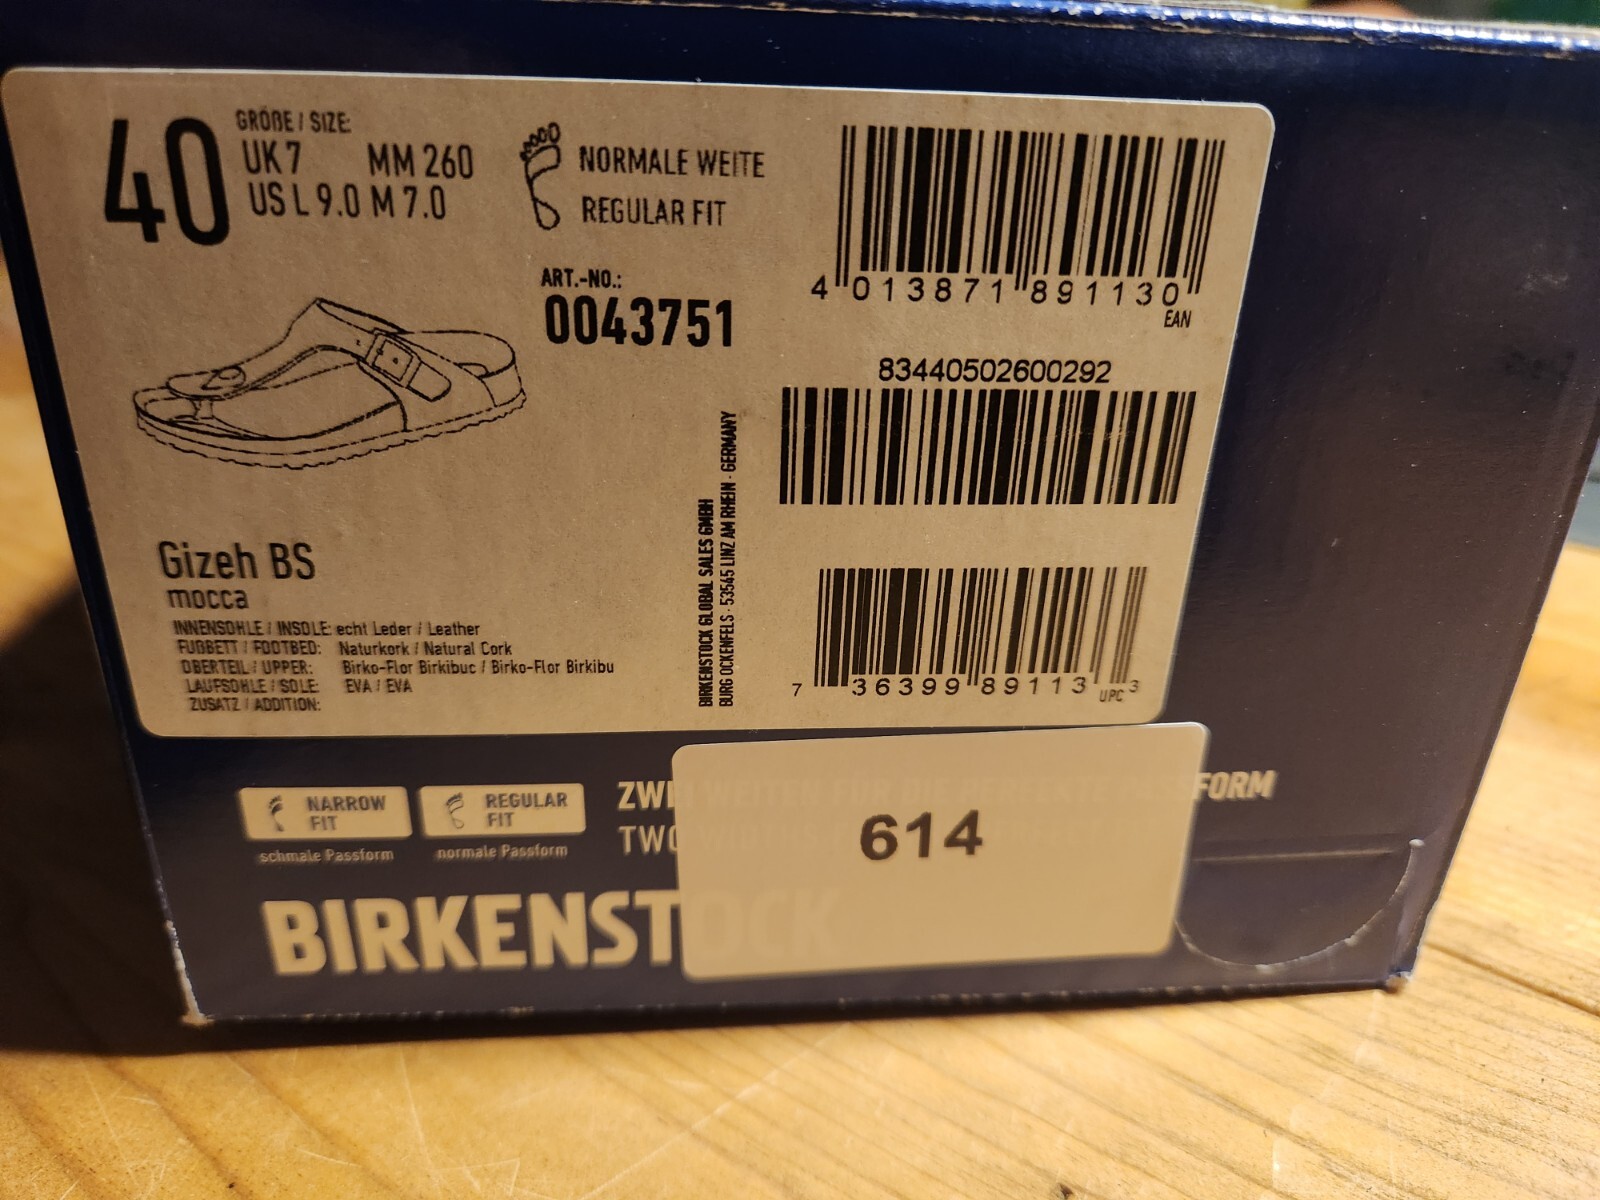 40
GRÖßE / SIZE:
UK 7 MM 260
US L 9.0 M 7.0
NORMALE WEITE
REGULAR FIT
ART.-NO.:
0043751
4 013871 891130
EAN
83440502600292
7 36399 89113 3
UPC
Gizeh BS
mocca
INNENSOHLE / INSOLE: echt Leder / Leather
FUßBETT / FOOTBED: Naturkork / Natural Cork
OBERTEIL / UPPER: Birko-Flor Birkibuc / Birko-Flor Birkibu
LAUFSOHLE / SOLE: EVA / EVA
ZUSATZ / ADDITION:
BIRKENSTOCK GLOBAL SALES GMBH
BURG OCKENFELS · 53545 LINZ AM RHEIN · GERMANY
NARROW
FIT
schmale Passform
REGULAR
FIT
normale Passform
614
BIRKENSTOCK